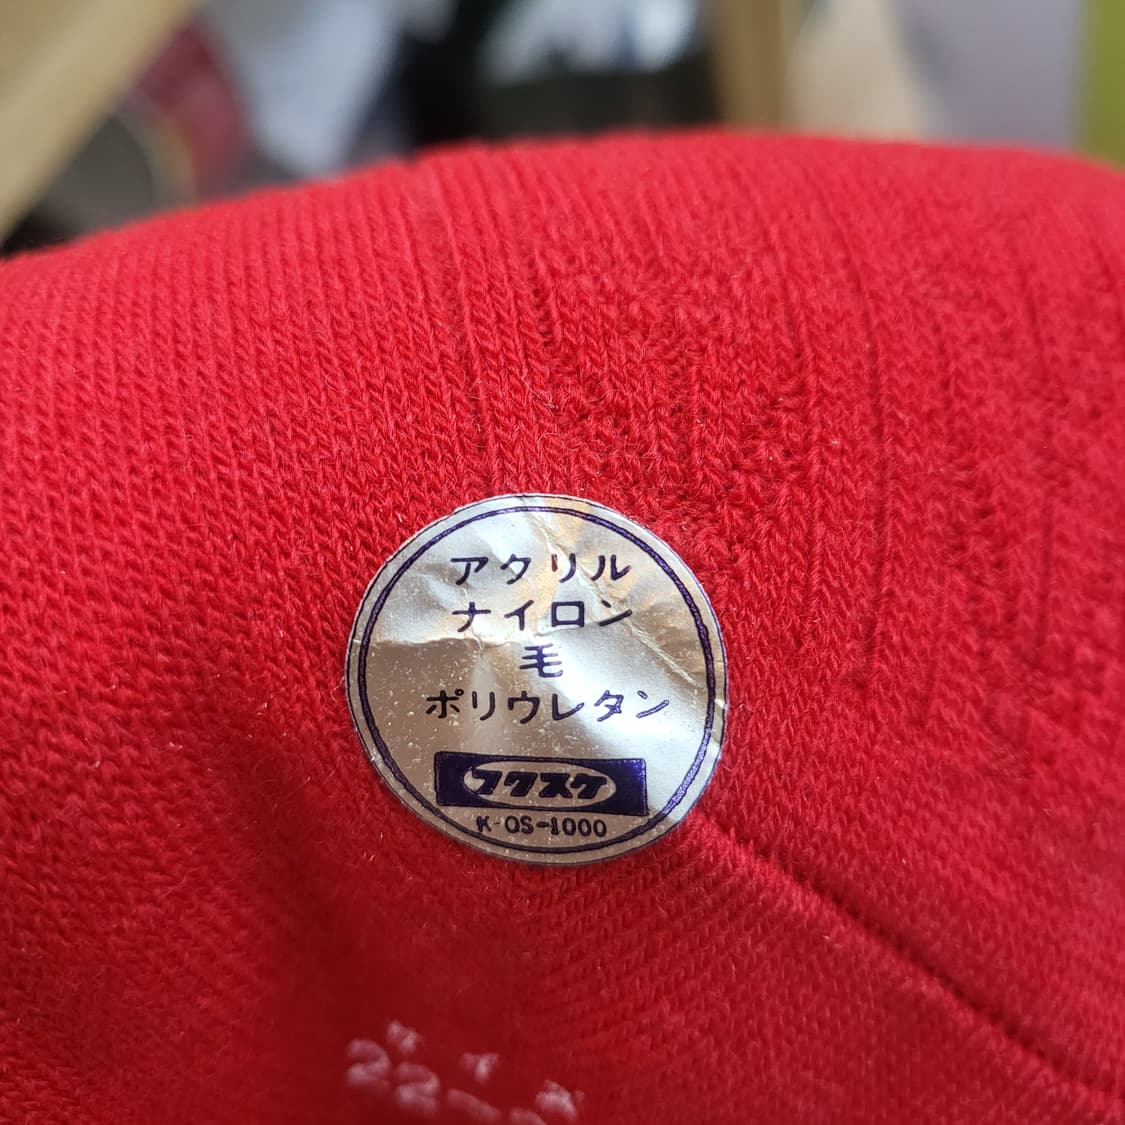 アクリル
ナイロン
毛
ポリウレタン
フクスケ
K-OS-1000